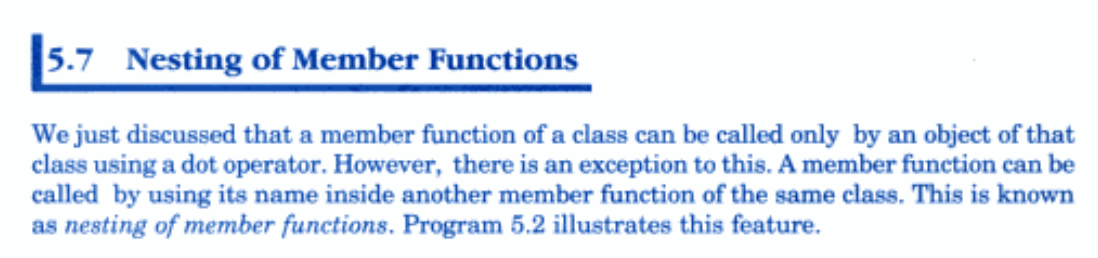 5.7 Nesting of Member Functions
We just discussed that a member function of a class can be called only by an object of that
class using a dot operator. However, there is an exception to this. A member function can be
called by using its name inside another member function of the same class. This is known
as nesting of member functions. Program 5.2 illustrates this feature.